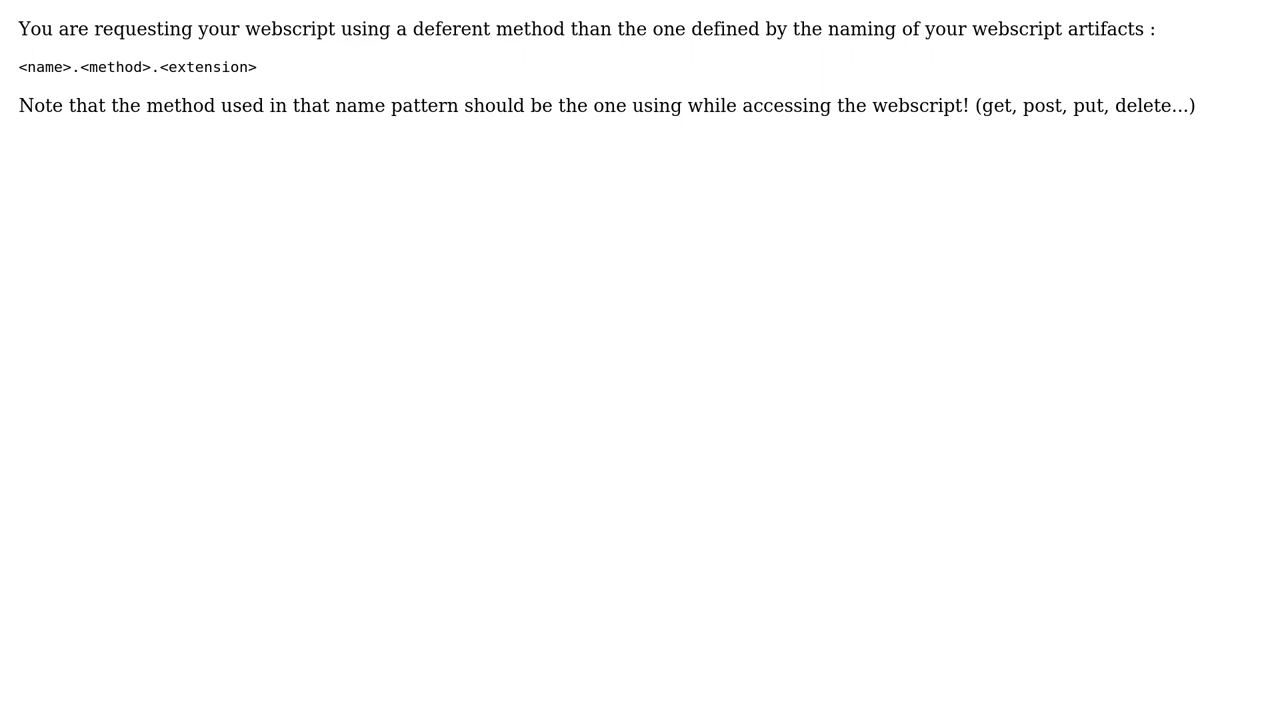 You are requesting your webscript using a deferent method than the one defined by the naming of your webscript artifacts :
<name>.<method>.<extension>
Note that the method used in that name pattern should be the one using while accessing the webscript! (get, post, put, delete...)